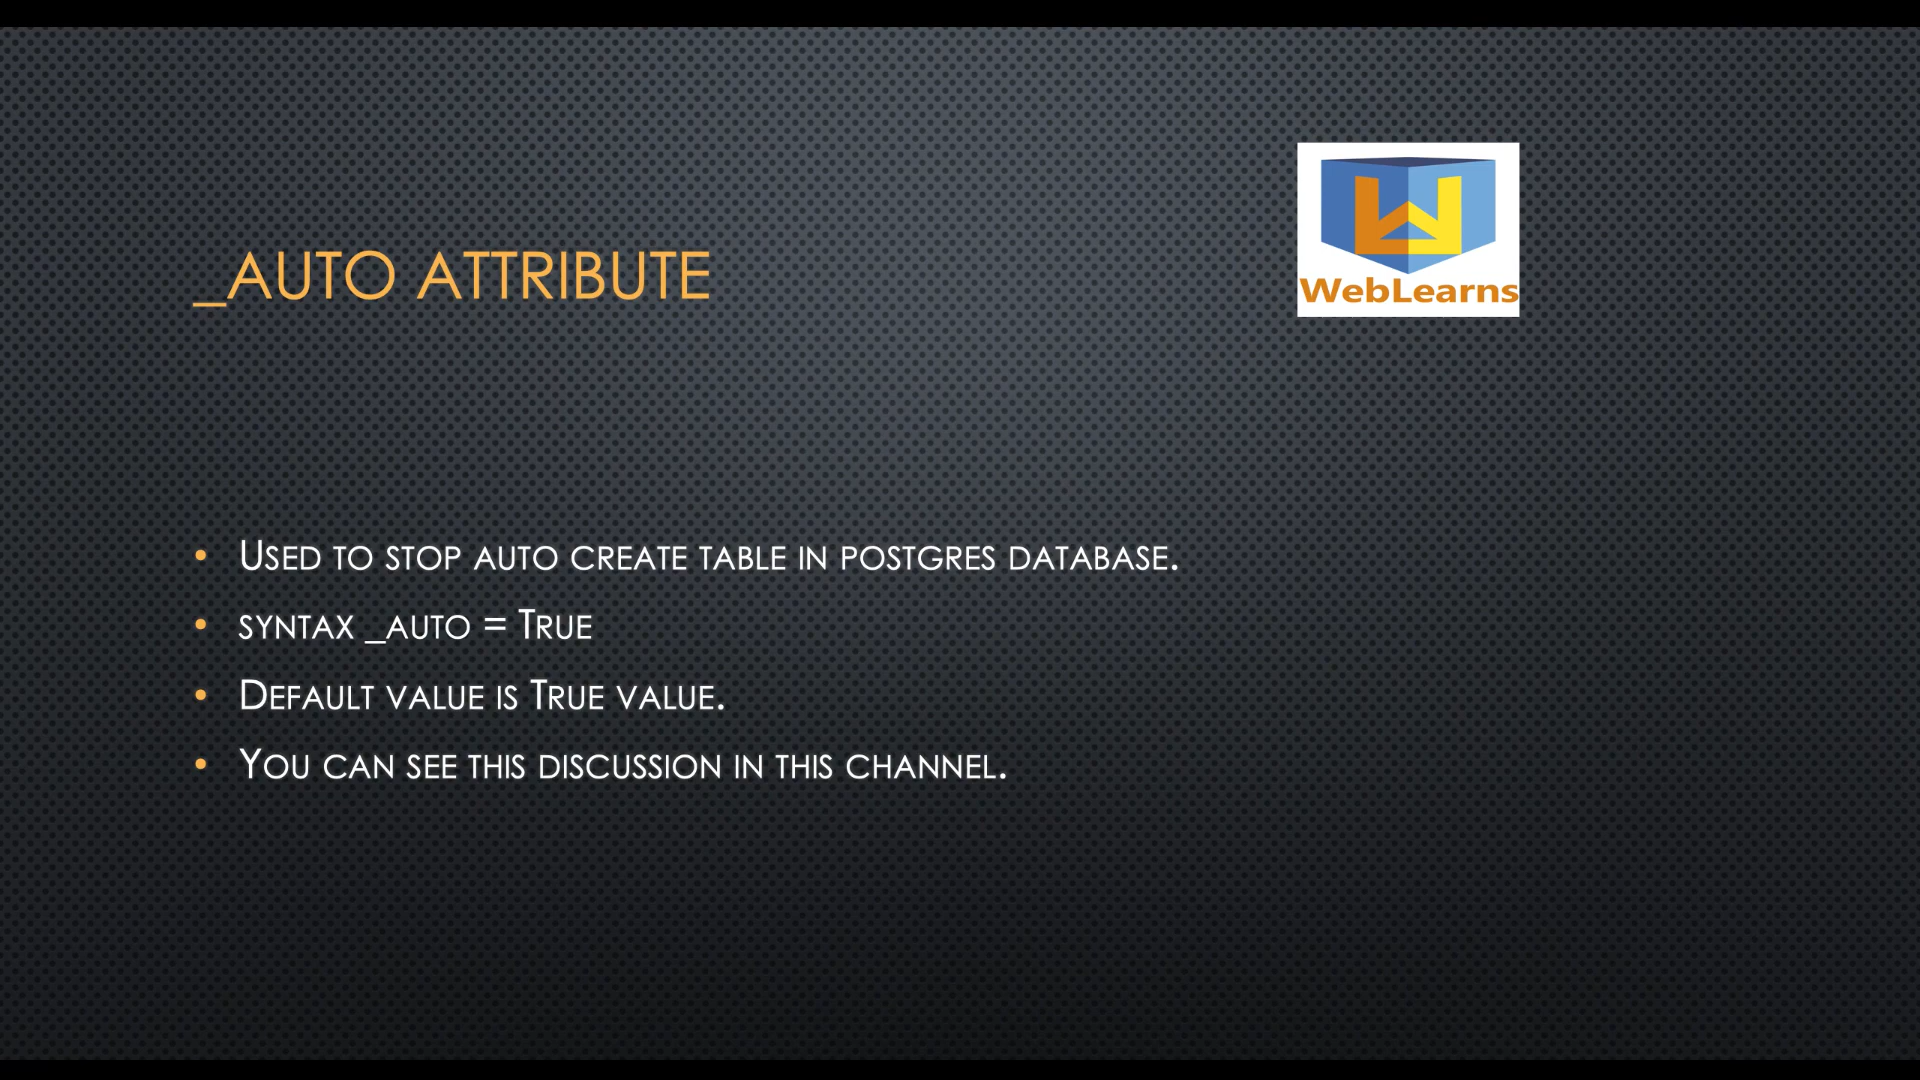 _AUTO ATTRIBUTE
WebLearns
• Used to stop auto create table in postgres database.
• syntax _auto = True
• Default value is True value.
• You can see this discussion in this channel.